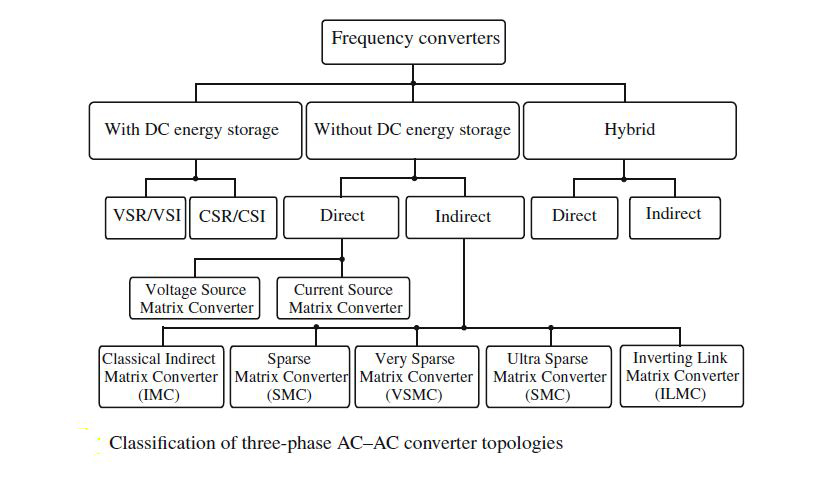 Frequency converters
With DC energy storage
Without DC energy storage
Hybrid
VSR/VSI
CSR/CSI
Direct
Indirect
Direct
Indirect
Voltage Source
Matrix Converter
Current Source
Matrix Converter
Classical Indirect
Matrix Converter
(IMC)
Sparse
Matrix Converter
(SMC)
Very Sparse
Matrix Converter
(VSMC)
Ultra Sparse
Matrix Converter
(SMC)
Inverting Link
Matrix Converter
(ILMC)
Classification of three-phase AC–AC converter topologies